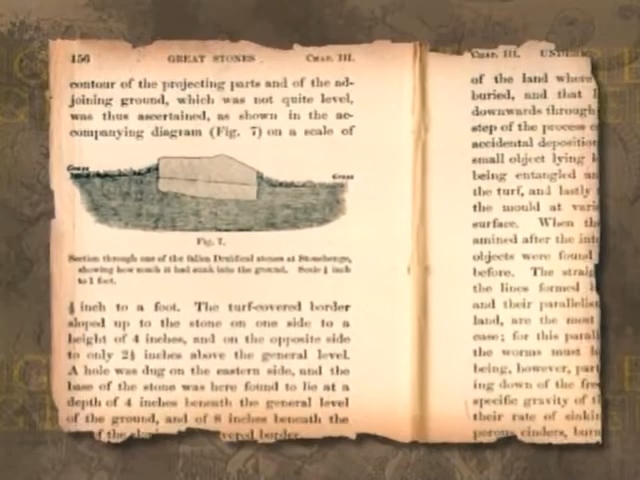 156 GREAT STONES CHAP. III.
contour of the projecting parts and of the ad-
joining ground, which was not quite level,
was thus ascertained, as shown in the ac-
companying diagram (Fig. 7) on a scale of
Grass
Grass
Fig. 7.
Section through one of the fallen Druidical stones at Stonehenge,
showing how much it had sunk into the ground. Scale ½ inch
to 1 foot.
½ inch to a foot. The turf-covered border
sloped up to the stone on one side to a
height of 4 inches, and on the opposite side
to only 2½ inches above the general level.
A hole was dug on the eastern side, and the
base of the stone was here found to lie at a
depth of 4 inches beneath the general level
of the ground, and of 8 inches beneath the
of the border.
CHAP. III.
of the land where
buried, and that
downwards through
step of the process
accidental deposition
small object lying
being entangled
the turf, and lastly
the mould at
surface. When
amined after the
objects were found
before. The
the lines formed
and their
land, are the most
case; for this
the worms must
being, however,
ing down of the
specific gravity of
their rate of
porous cinders,